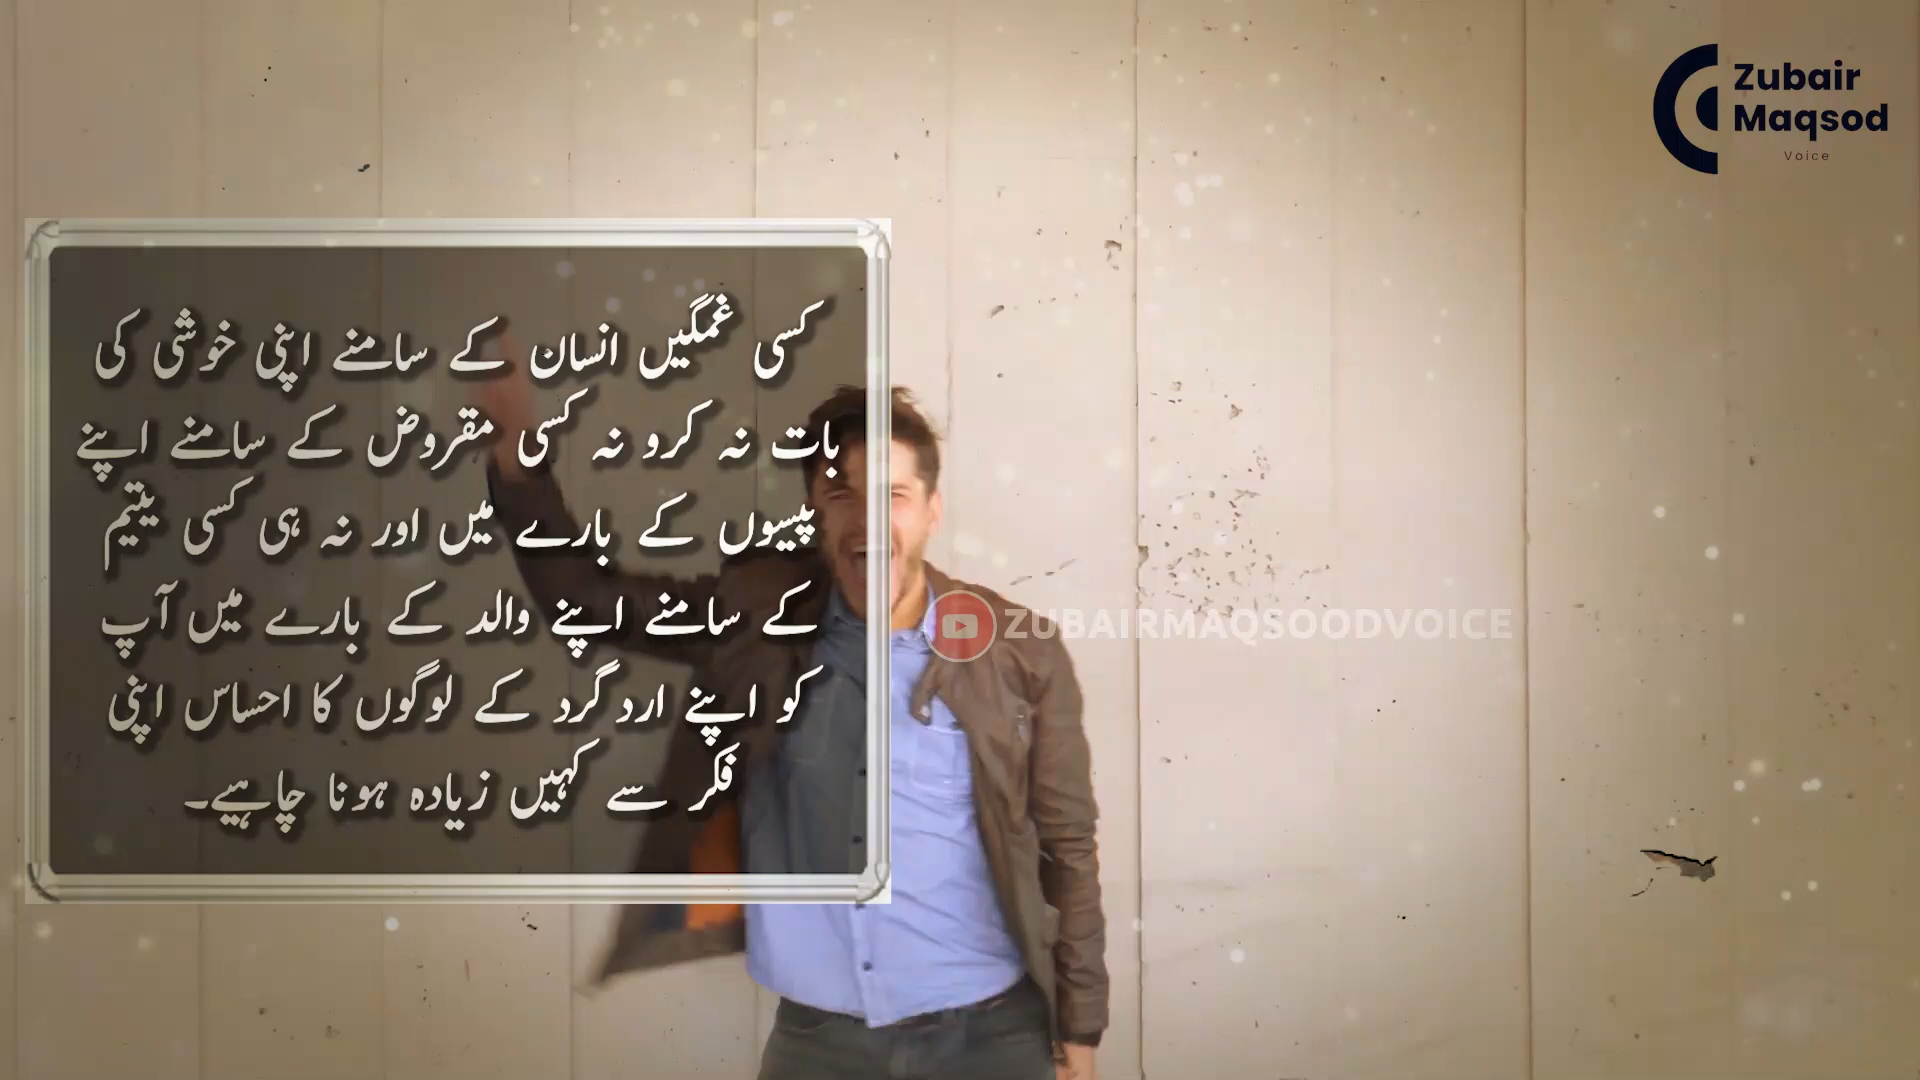 Zubair
Maqsod
Voice
کسی غمگیں انسان کے سامنے اپنی خوشی کی
بات نہ کرو نہ کسی مقروض کے سامنے اپنے
پیسوں کے بارے میں اور نہ ہی کسی یتیم
کے سامنے اپنے والد کے بارے میں آپ
کو اپنے ارد گرد کے لوگوں کا احساس اپنی
فکر سے کہیں زیادہ ہونا چاہیے۔
ZUBAIRMAQSOODVOICE